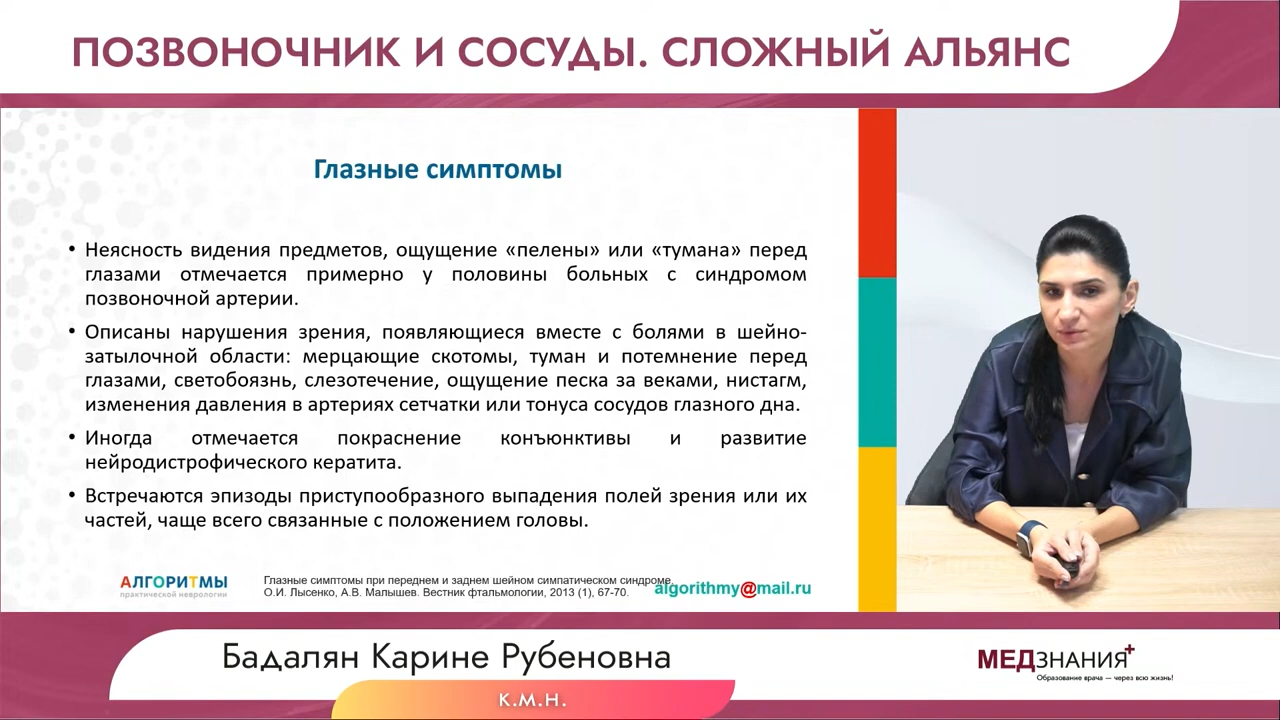 ПОЗВОНОЧНИК И СОСУДЫ. СЛОЖНЫЙ АЛЬЯНС
Глазные симптомы
• Неясность видения предметов, ощущение «пелены» или «тумана» перед
глазами отмечается примерно у половины больных с синдромом
позвоночной артерии.
• Описаны нарушения зрения, появляющиеся вместе с болями в шейно-
затылочной области: мерцающие скотомы, туман и потемнение перед
глазами, светобоязнь, слезотечение, ощущение песка за веками, нистагм,
изменения давления в артериях сетчатки или тонуса сосудов глазного дна.
• Иногда отмечается покраснение конъюнктивы и развитие
нейродистрофического кератита.
• Встречаются эпизоды приступообразного выпадения полей зрения или их
частей, чаще всего связанные с положением головы.
АЛГОРИТМЫ
практической неврологии
Глазные симптомы при переднем и заднем шейном симпатическом синдроме.
О.И. Лысенко, А.В. Малышев. Вестник офтальмологии, 2013 (1), 67-70.
algorithmy@mail.ru
Бадалян Карине Рубеновна
к.м.н.
МЕДЗНАНИЯ+
Образование врача — через всю жизнь!